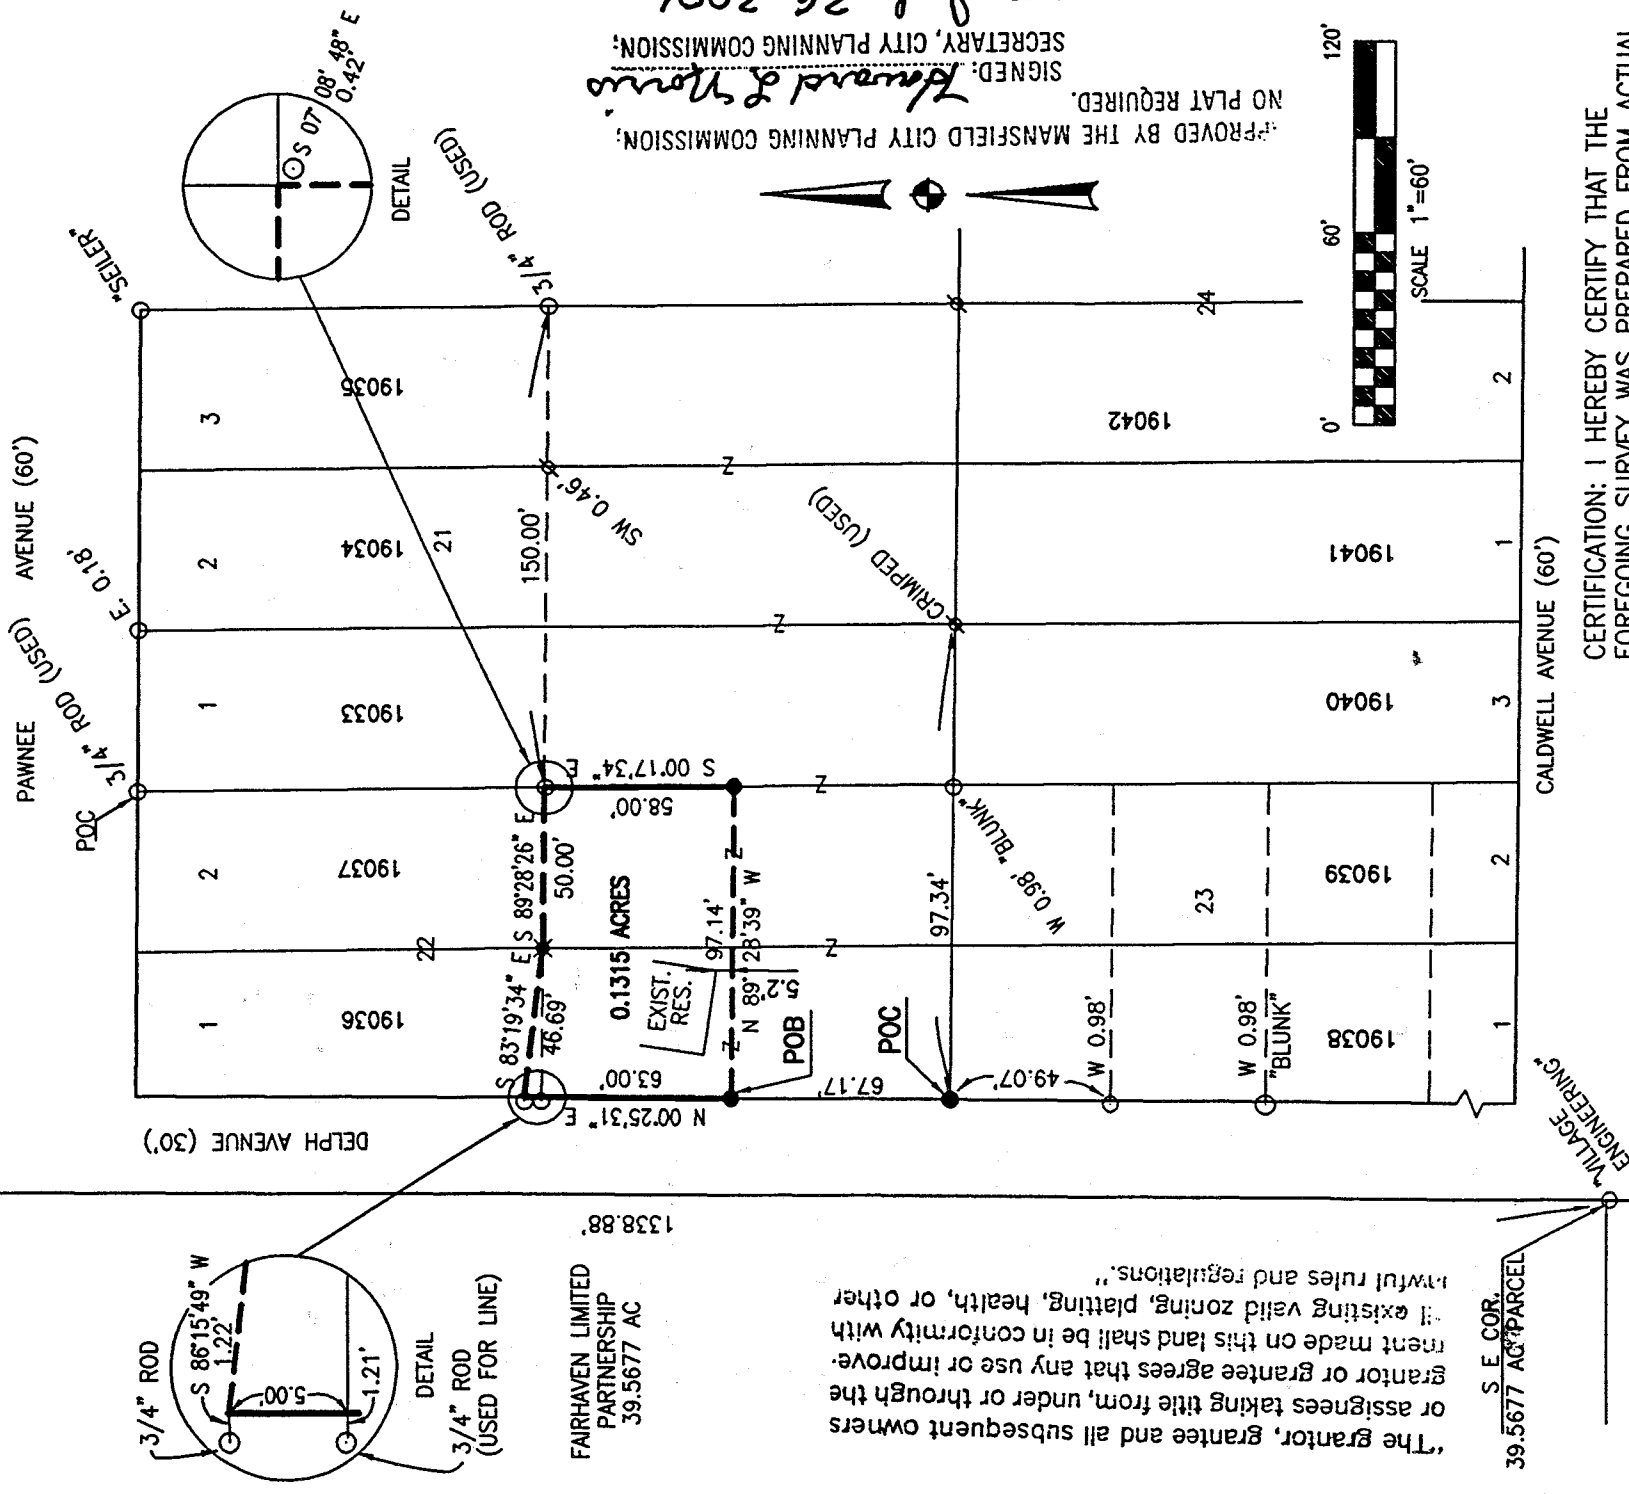 PAWNEE AVENUE (60')
"SEILER"
S 07° 08' 48" E
0.42'
DETAIL
3/4" ROD (USED)
E. 0.18'
3/4" ROD (USED)
POC
3
19035
2
19034
21
1
19033
2
19037
22
1
19036
150.00'
SW 0.46'
S 89°28'26" E
50.00'
S 83°19'34" E
46.69'
S 00°17'34" E
58.00'
0.1315 ACRES
EXIST.
RES.
97.14'
N 89°28'39" W
5.2'
63.00'
N 00°25'31" E
POB
POC
67.17'
97.34'
49.07'
CRIMPED (USED)
W 0.98' "BLUNK"
W 0.98'
W 0.98'
"BLUNK"
Z
Z
Z
Z
Z
Z
24
19042
2
19041
1
19040
3
19039
2
23
19038
1
CALDWELL AVENUE (60')
DELPH AVENUE (30')
1338.88'
3/4" ROD
S 86°15'49" W
1.22'
5.00'
1.21'
DETAIL
3/4" ROD
(USED FOR LINE)
FAIRHAVEN LIMITED
PARTNERSHIP
39.5677 AC
"VILLAGE
ENGINEERING"
S E COR.
39.5677 AC PARCEL
"The grantor, grantee and all subsequent owners
or assignees taking title from, under or through the
grantor or grantee agrees that any use or improve-
ment made on this land shall be in conformity with
existing valid zoning, platting, health, or other
lawful rules and regulations."
APPROVED BY THE MANSFIELD CITY PLANNING COMMISSION;
NO PLAT REQUIRED.
SIGNED: Howard L Norris
SECRETARY, CITY PLANNING COMMISSION;
26
0' 60' 120'
SCALE 1"=60'
CERTIFICATION: I HEREBY CERTIFY THAT THE
FOREGOING SURVEY WAS PREPARED FROM ACTUAL